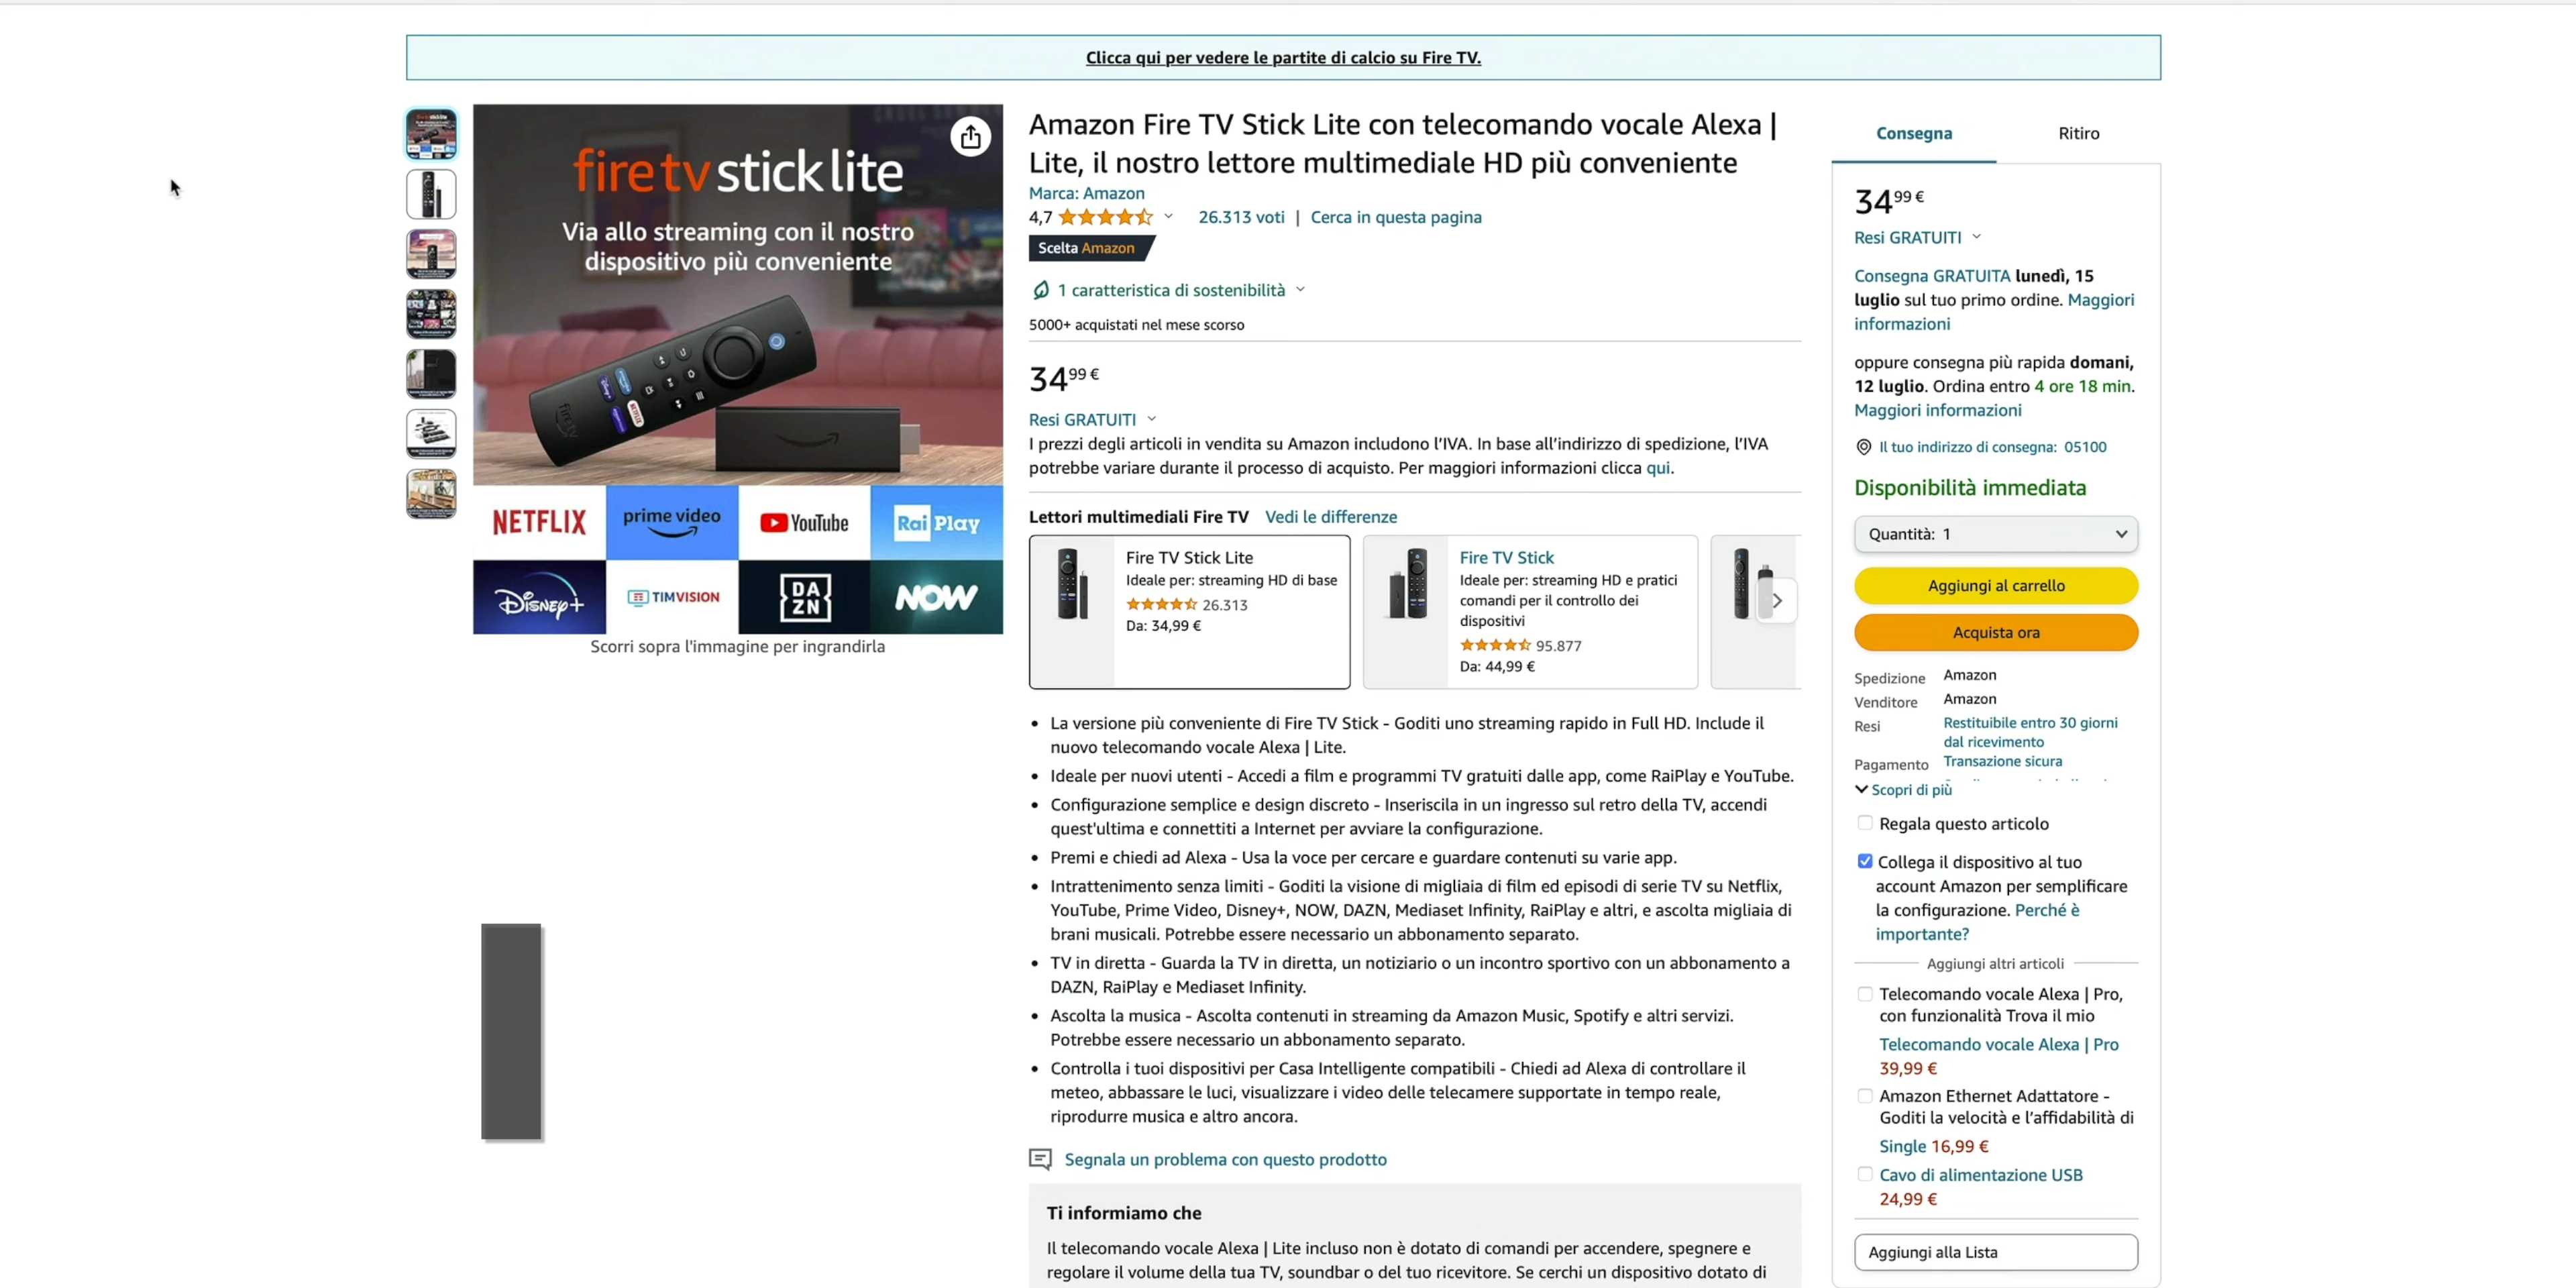 Clicca qui per vedere le partite di calcio su Fire TV.
fire tv stick lite
Via allo streaming con il nostro
dispositivo più conveniente
NETFLIX
prime video
YouTube
Rai Play
Disney+
TIMVISION
DAZN
NOW
Scorri sopra l'immagine per ingrandirla
Amazon Fire TV Stick Lite con telecomando vocale Alexa |
Lite, il nostro lettore multimediale HD più conveniente
Marca: Amazon
4,7 26.313 voti | Cerca in questa pagina
Scelta Amazon
1 caratteristica di sostenibilità
5000+ acquistati nel mese scorso
34 99 €
Resi GRATUITI
I prezzi degli articoli in vendita su Amazon includono l’IVA. In base all’indirizzo di spedizione, l’IVA
potrebbe variare durante il processo di acquisto. Per maggiori informazioni clicca qui.
Lettori multimediali Fire TV Vedi le differenze
Fire TV Stick Lite
Ideale per: streaming HD di base
26.313
Da: 34,99 €
Fire TV Stick
Ideale per: streaming HD e pratici
comandi per il controllo dei
dispositivi
95.877
Da: 44,99 €
• La versione più conveniente di Fire TV Stick - Goditi uno streaming rapido in Full HD. Include il
nuovo telecomando vocale Alexa | Lite.
• Ideale per nuovi utenti - Accedi a film e programmi TV gratuiti dalle app, come RaiPlay e YouTube.
• Configurazione semplice e design discreto - Inseriscila in un ingresso sul retro della TV, accendi
quest'ultima e connettiti a Internet per avviare la configurazione.
• Premi e chiedi ad Alexa - Usa la voce per cercare e guardare contenuti su varie app.
• Intrattenimento senza limiti - Goditi la visione di migliaia di film ed episodi di serie TV su Netflix,
YouTube, Prime Video, Disney+, NOW, DAZN, Mediaset Infinity, RaiPlay e altri, e ascolta migliaia di
brani musicali. Potrebbe essere necessario un abbonamento separato.
• TV in diretta - Guarda la TV in diretta, un notiziario o un incontro sportivo con un abbonamento a
DAZN, RaiPlay e Mediaset Infinity.
• Ascolta la musica - Ascolta contenuti in streaming da Amazon Music, Spotify e altri servizi.
Potrebbe essere necessario un abbonamento separato.
• Controlla i tuoi dispositivi per Casa Intelligente compatibili - Chiedi ad Alexa di controllare il
meteo, abbassare le luci, visualizzare i video delle telecamere supportate in tempo reale,
riprodurre musica e altro ancora.
Segnala un problema con questo prodotto
Ti informiamo che
Il telecomando vocale Alexa | Lite incluso non è dotato di comandi per accendere, spegnere e
regolare il volume della tua TV, soundbar o del tuo ricevitore. Se cerchi un dispositivo dotato di
Consegna Ritiro
34 99 €
Resi GRATUITI
Consegna GRATUITA lunedì, 15
luglio sul tuo primo ordine. Maggiori
informazioni
oppure consegna più rapida domani,
12 luglio. Ordina entro 4 ore 18 min.
Maggiori informazioni
Il tuo indirizzo di consegna: 05100
Disponibilità immediata
Quantità: 1
Aggiungi al carrello
Acquista ora
Spedizione Amazon
Venditore Amazon
Resi Restituibile entro 30 giorni
dal ricevimento
Pagamento Transazione sicura
Scopri di più
Regala questo articolo
Collega il dispositivo al tuo
account Amazon per semplificare
la configurazione. Perché è
importante?
Aggiungi altri articoli
Telecomando vocale Alexa | Pro,
con funzionalità Trova il mio
Telecomando vocale Alexa | Pro
39,99 €
Amazon Ethernet Adattatore -
Goditi la velocità e l’affidabilità di
Single 16,99 €
Cavo di alimentazione USB
24,99 €
Aggiungi alla Lista